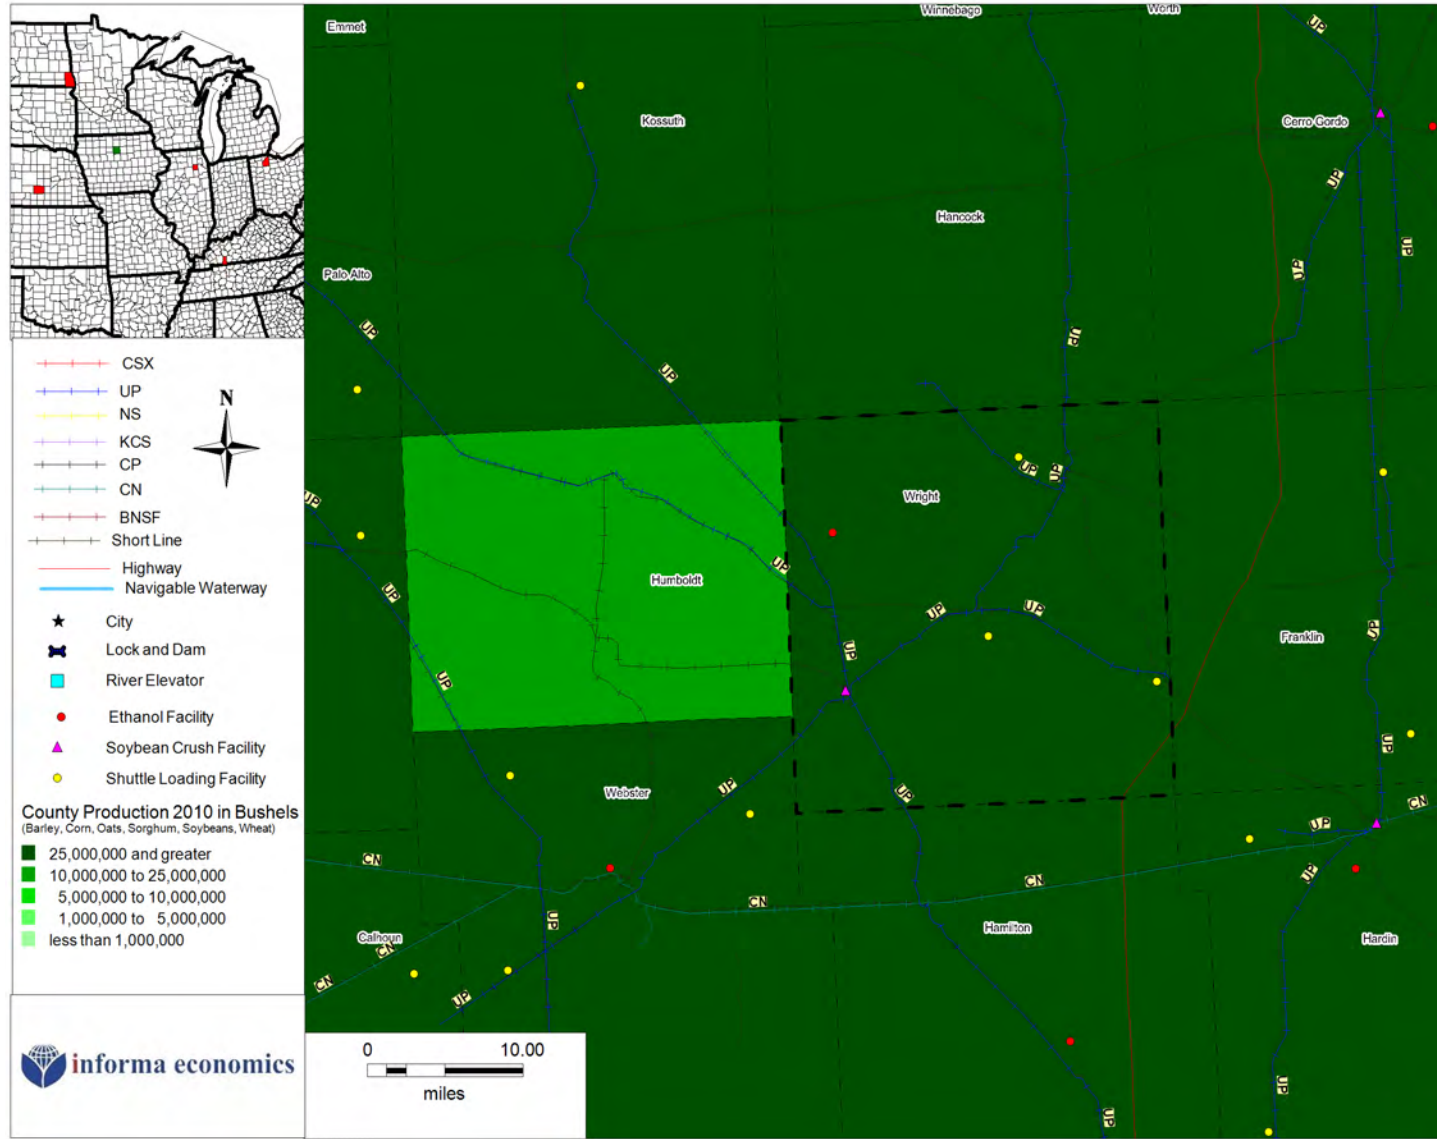 CSX
UP
NS
KCS
CP
CN
BNSF
Short Line
Highway
Navigable Waterway
N
City
Lock and Dam
River Elevator
Ethanol Facility
Soybean Crush Facility
Shuttle Loading Facility
County Production 2010 in Bushels
(Barley, Corn, Oats, Sorghum, Soybeans, Wheat)
25,000,000 and greater
10,000,000 to 25,000,000
5,000,000 to 10,000,000
1,000,000 to 5,000,000
less than 1,000,000
informa economics
0 10.00
miles
Emmet
Winnebago
Worth
UP
Kossuth
Cerro Gordo
UP
Hancock
UP
UP
Palo Alto
UP
UP
UP
UP
UP
Wright
UP
UP
Humboldt
UP
UP
UP
UP
UP
Franklin
UP
UP
UP
UP
Webster
UP
UP
CN
UP
CN
UP
CN
CN
UP
Hamilton
Calhoun
CN
Hardin
CN
UP
UP
UP